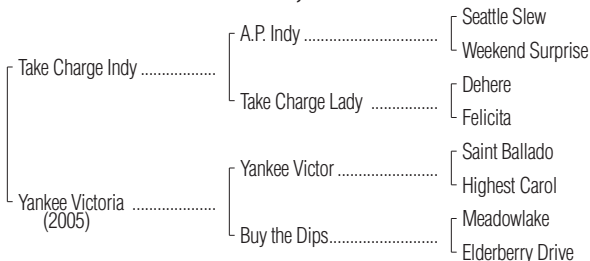 Seattle Slew
A.P. Indy ..............................
Weekend Surprise
Take Charge Indy .................
Dehere
Take Charge Lady ...............
Felicita
Saint Ballado
Yankee Victor ......................
Highest Carol
Yankee Victoria ...................
(2005)
Meadowlake
Buy the Dips........................
Elderberry Drive